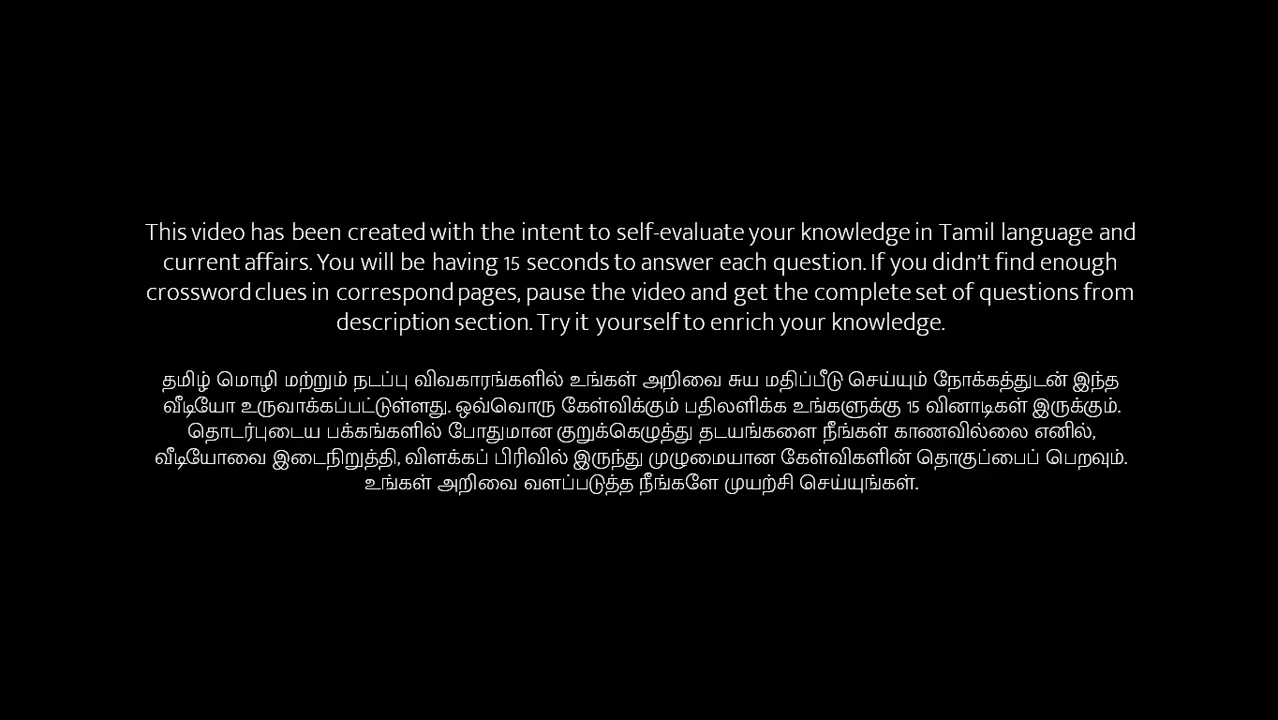 This video has been created with the intent to self-evaluate your knowledge in Tamil language and
current affairs. You will be having 15 seconds to answer each question. If you didn't find enough
crossword clues in correspond pages, pause the video and get the complete set of questions from
description section. Try it yourself to enrich your knowledge.
தமிழ் மொழி மற்றும் நடப்பு விவகாரங்களில் உங்கள் அறிவை சுய மதிப்பீடு செய்யும் நோக்கத்துடன் இந்த
வீடியோ உருவாக்கப்பட்டுள்ளது. ஒவ்வொரு கேள்விக்கும் பதிலளிக்க உங்களுக்கு 15 வினாடிகள் இருக்கும்.
தொடர்புடைய பக்கங்களில் போதுமான குறுக்கெழுத்து தடயங்களை நீங்கள் காணவில்லை எனில்,
வீடியோவை இடைநிறுத்தி, விளக்கப் பிரிவில் இருந்து முழுமையான கேள்விகளின் தொகுப்பைப் பெறவும்.
உங்கள் அறிவை வளப்படுத்த நீங்களே முயற்சி செய்யுங்கள்.